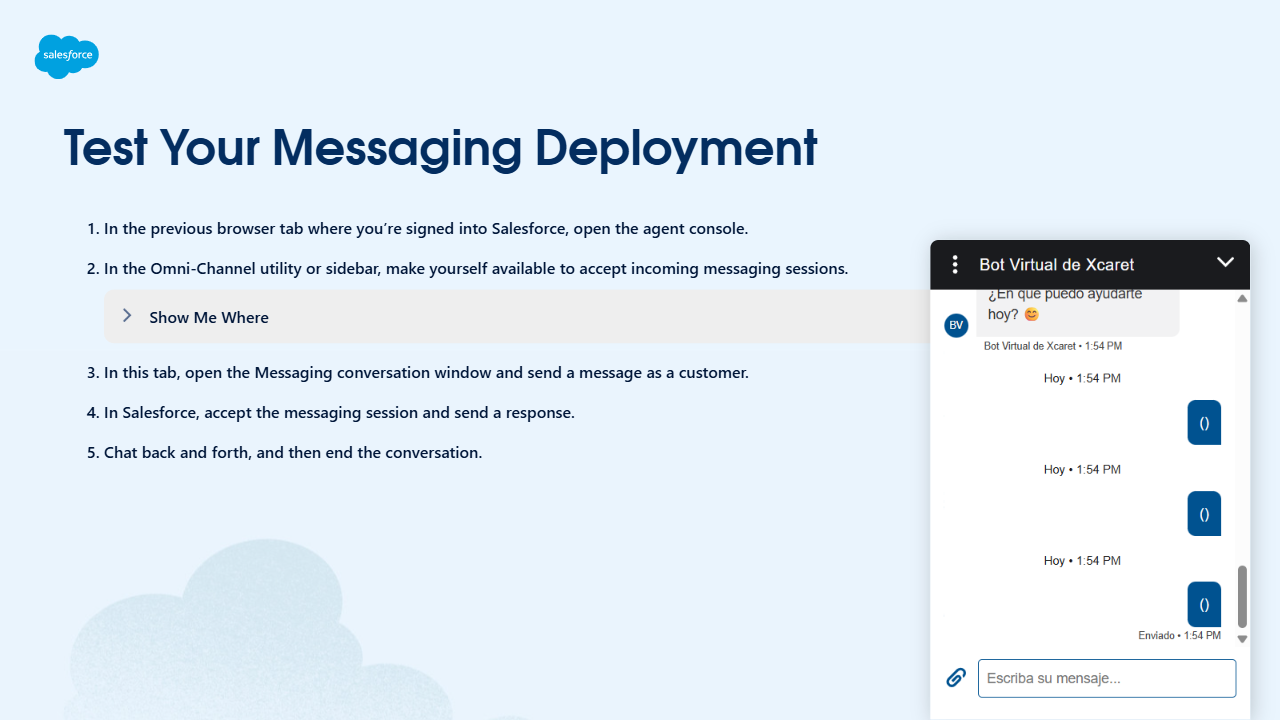 salesforce
Test Your Messaging Deployment
1. In the previous browser tab where you’re signed into Salesforce, open the agent console.
2. In the Omni-Channel utility or sidebar, make yourself available to accept incoming messaging sessions.
Show Me Where
3. In this tab, open the Messaging conversation window and send a message as a customer.
4. In Salesforce, accept the messaging session and send a response.
5. Chat back and forth, and then end the conversation.
Bot Virtual de Xcaret
¿En qué puedo ayudarte
hoy? 😊
BV
Bot Virtual de Xcaret • 1:54 PM
Hoy • 1:54 PM
()
Hoy • 1:54 PM
()
Hoy • 1:54 PM
()
Enviado • 1:54 PM
Escriba su mensaje...